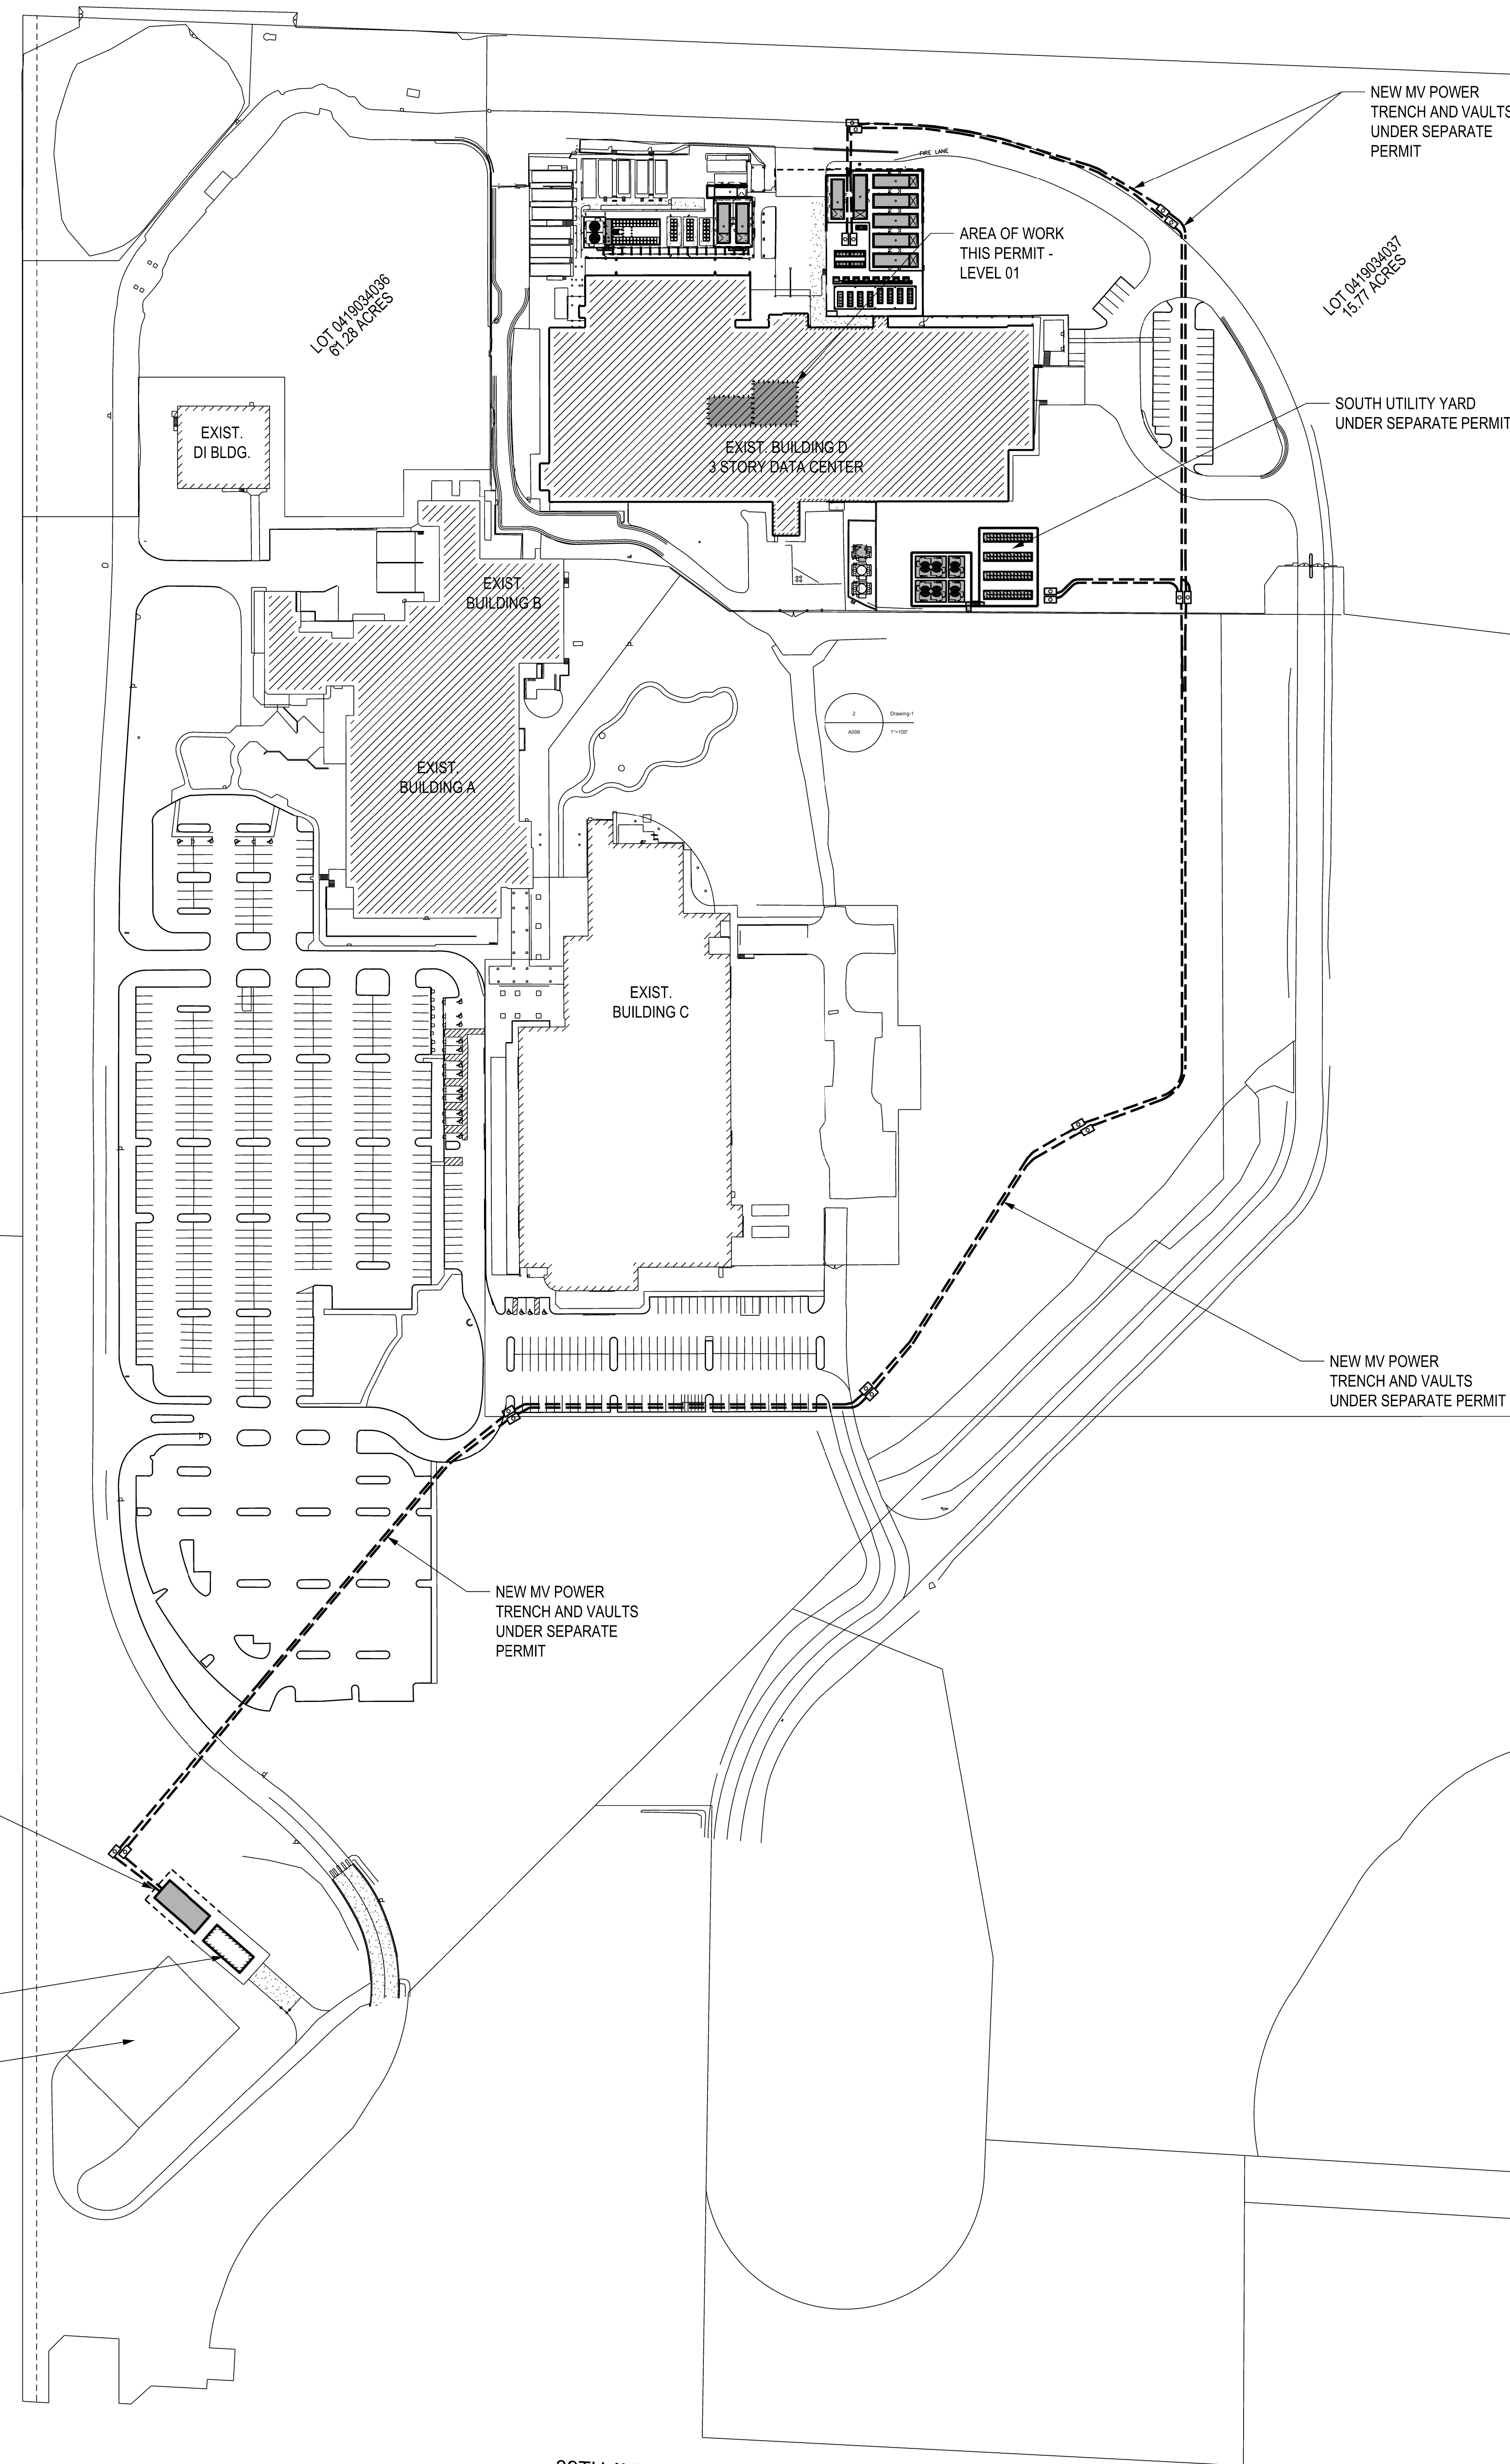 NEW MV POWER
TRENCH AND VAULTS
UNDER SEPARATE
PERMIT
FIRE LANE
AREA OF WORK
THIS PERMIT -
LEVEL 01
LOT 0419034036
61.28 ACRES
LOT 0419034037
15.77 ACRES
SOUTH UTILITY YARD
UNDER SEPARATE PERMIT
EXIST.
DI BLDG.
EXIST. BUILDING D
3 STORY DATA CENTER
EXIST.
BUILDING B
2
Drawing-1
A006
1"=100'
EXIST.
BUILDING A
EXIST.
BUILDING C
NEW MV POWER
TRENCH AND VAULTS
UNDER SEPARATE PERMIT
NEW MV POWER
TRENCH AND VAULTS
UNDER SEPARATE
PERMIT